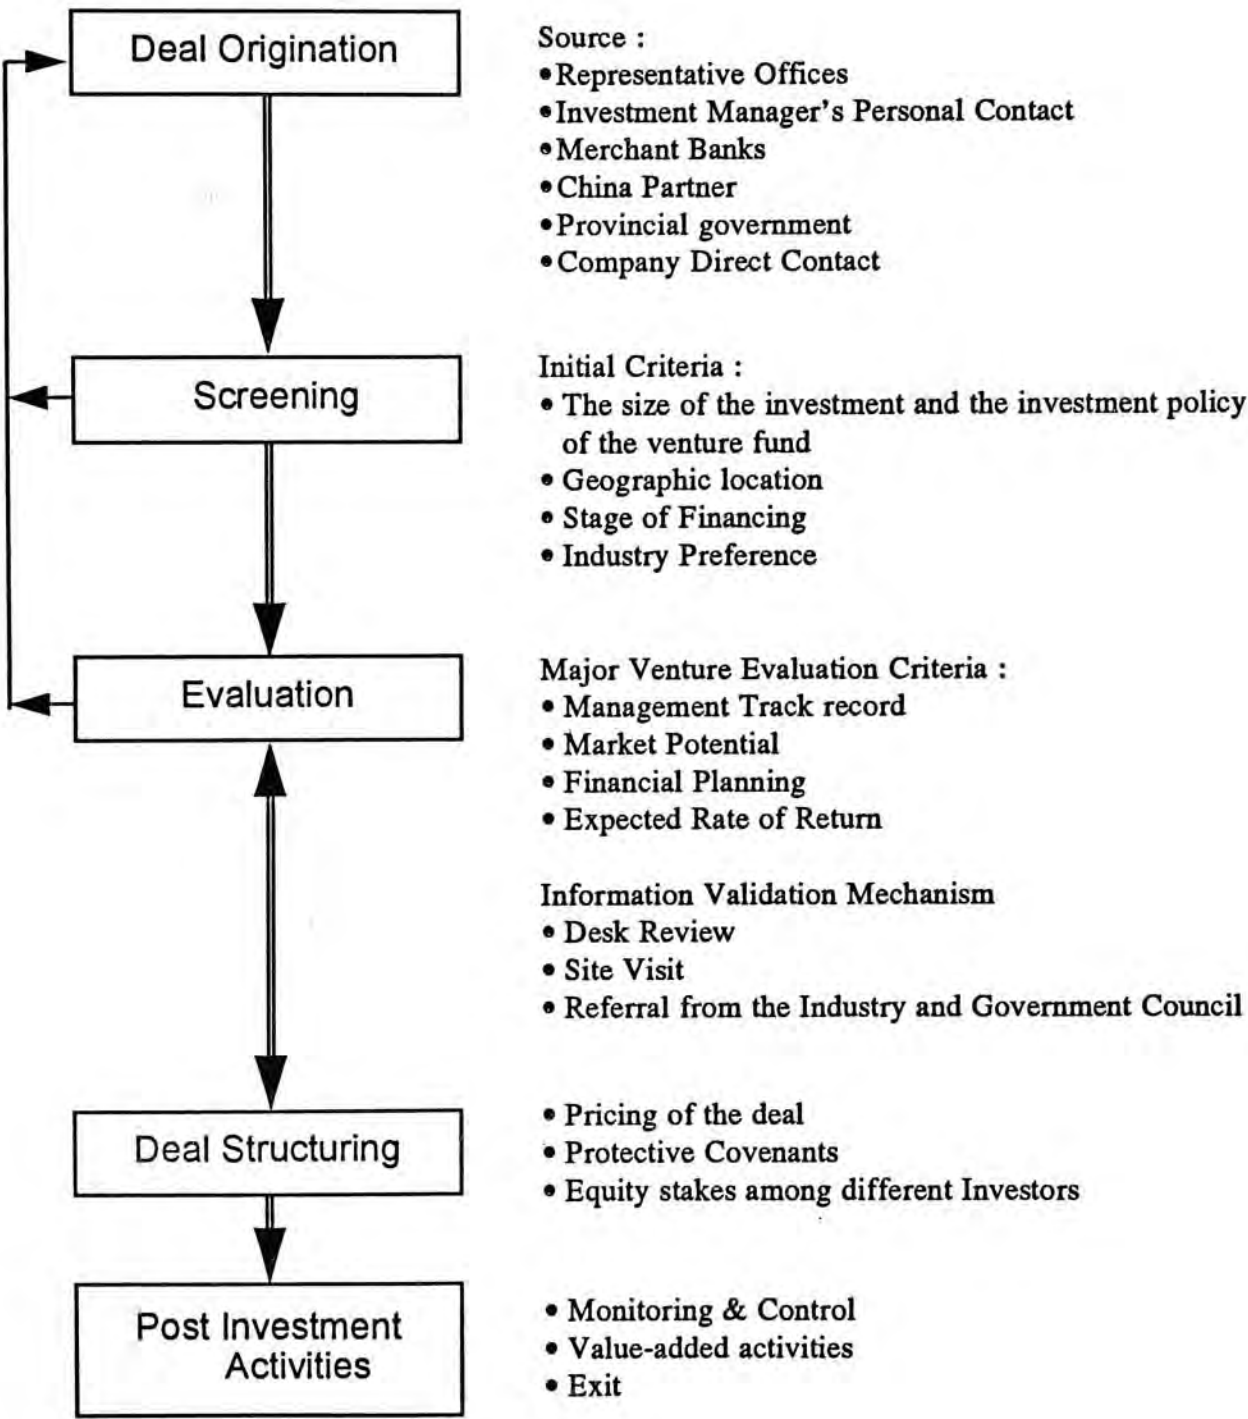 Deal Origination
Source :
• Representative Offices
• Investment Manager's Personal Contact
• Merchant Banks
• China Partner
• Provincial government
• Company Direct Contact
Screening
Initial Criteria :
• The size of the investment and the investment policy
of the venture fund
• Geographic location
• Stage of Financing
• Industry Preference
Evaluation
Major Venture Evaluation Criteria :
• Management Track record
• Market Potential
• Financial Planning
• Expected Rate of Return
Information Validation Mechanism
• Desk Review
• Site Visit
• Referral from the Industry and Government Council
Deal Structuring
• Pricing of the deal
• Protective Covenants
• Equity stakes among different Investors
Post Investment
Activities
• Monitoring & Control
• Value-added activities
• Exit